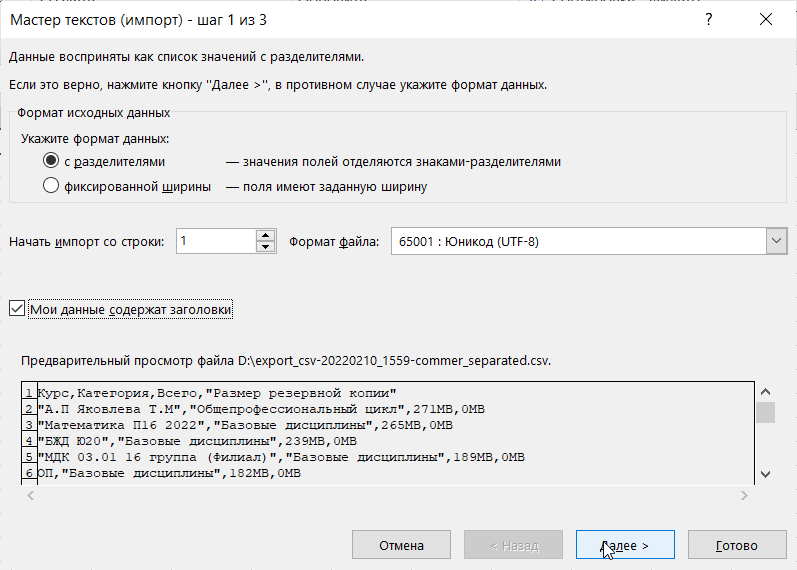 Мастер текстов (импорт) - шаг 1 из 3
Данные восприняты как список значений с разделителями.
Если это верно, нажмите кнопку "Далее >", в противном случае укажите формат данных.
Формат исходных данных
Укажите формат данных:
с разделителями — значения полей отделяются знаками-разделителями
фиксированной ширины — поля имеют заданную ширину
Начать импорт со строки: 1 Формат файла: 65001 : Юникод (UTF-8)
Мои данные содержат заголовки
Предварительный просмотр файла D:\export_csv-20220210_1559-commer_separated.csv.
1 Курс,Категория,Всего,"Размер резервной копии"
2 "А.П Яковлева Т.М","Общепрофессиональный цикл",271MB,0MB
3 "Математика П16 2022","Базовые дисциплины",265MB,0MB
4 "БЖД Ю20","Базовые дисциплины",239MB,0MB
5 "МДК 03.01 16 группа (Филиал)","Базовые дисциплины",189MB,0MB
6 ОП,"Базовые дисциплины",182MB,0MB
Отмена < Назад Далее > Готово